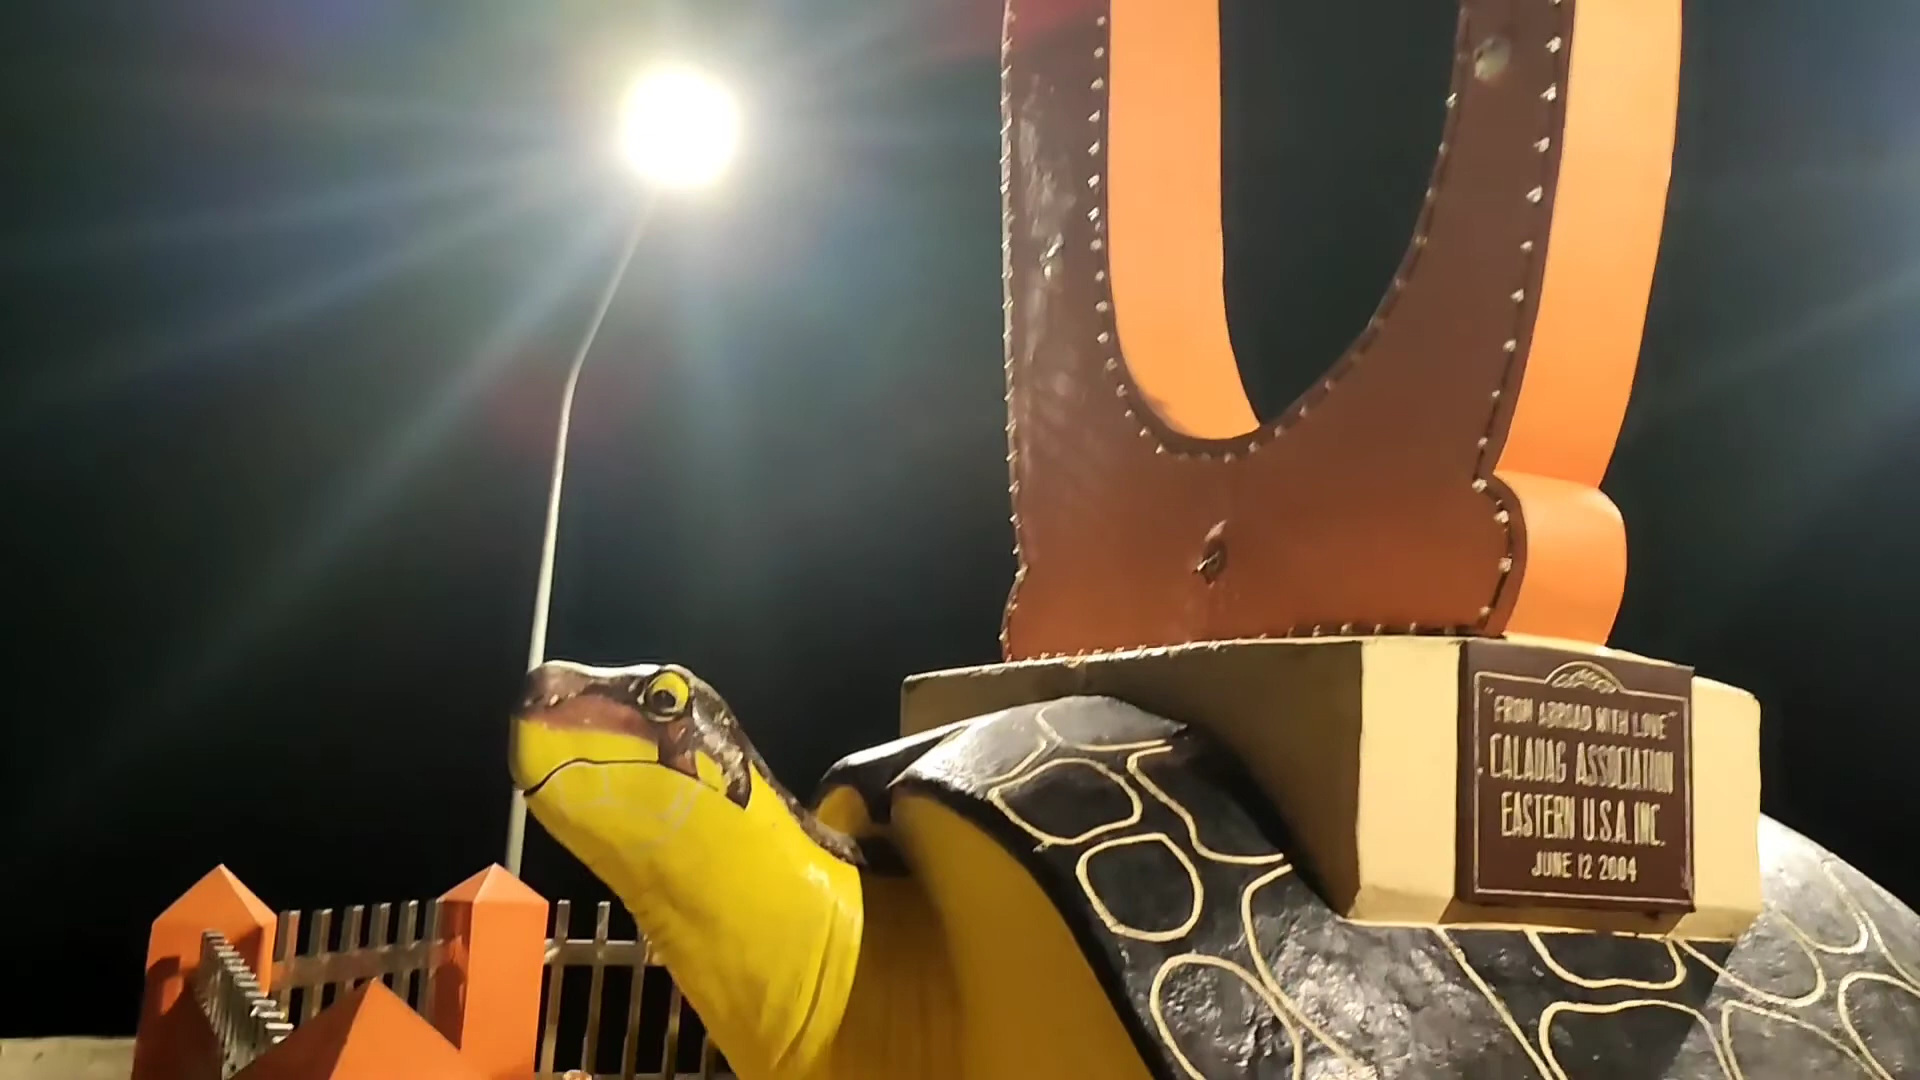 "FROM ABROAD WITH LOVE"
CALAUAG ASSOCIATION
EASTERN U.S.A. INC.
JUNE 12 2004